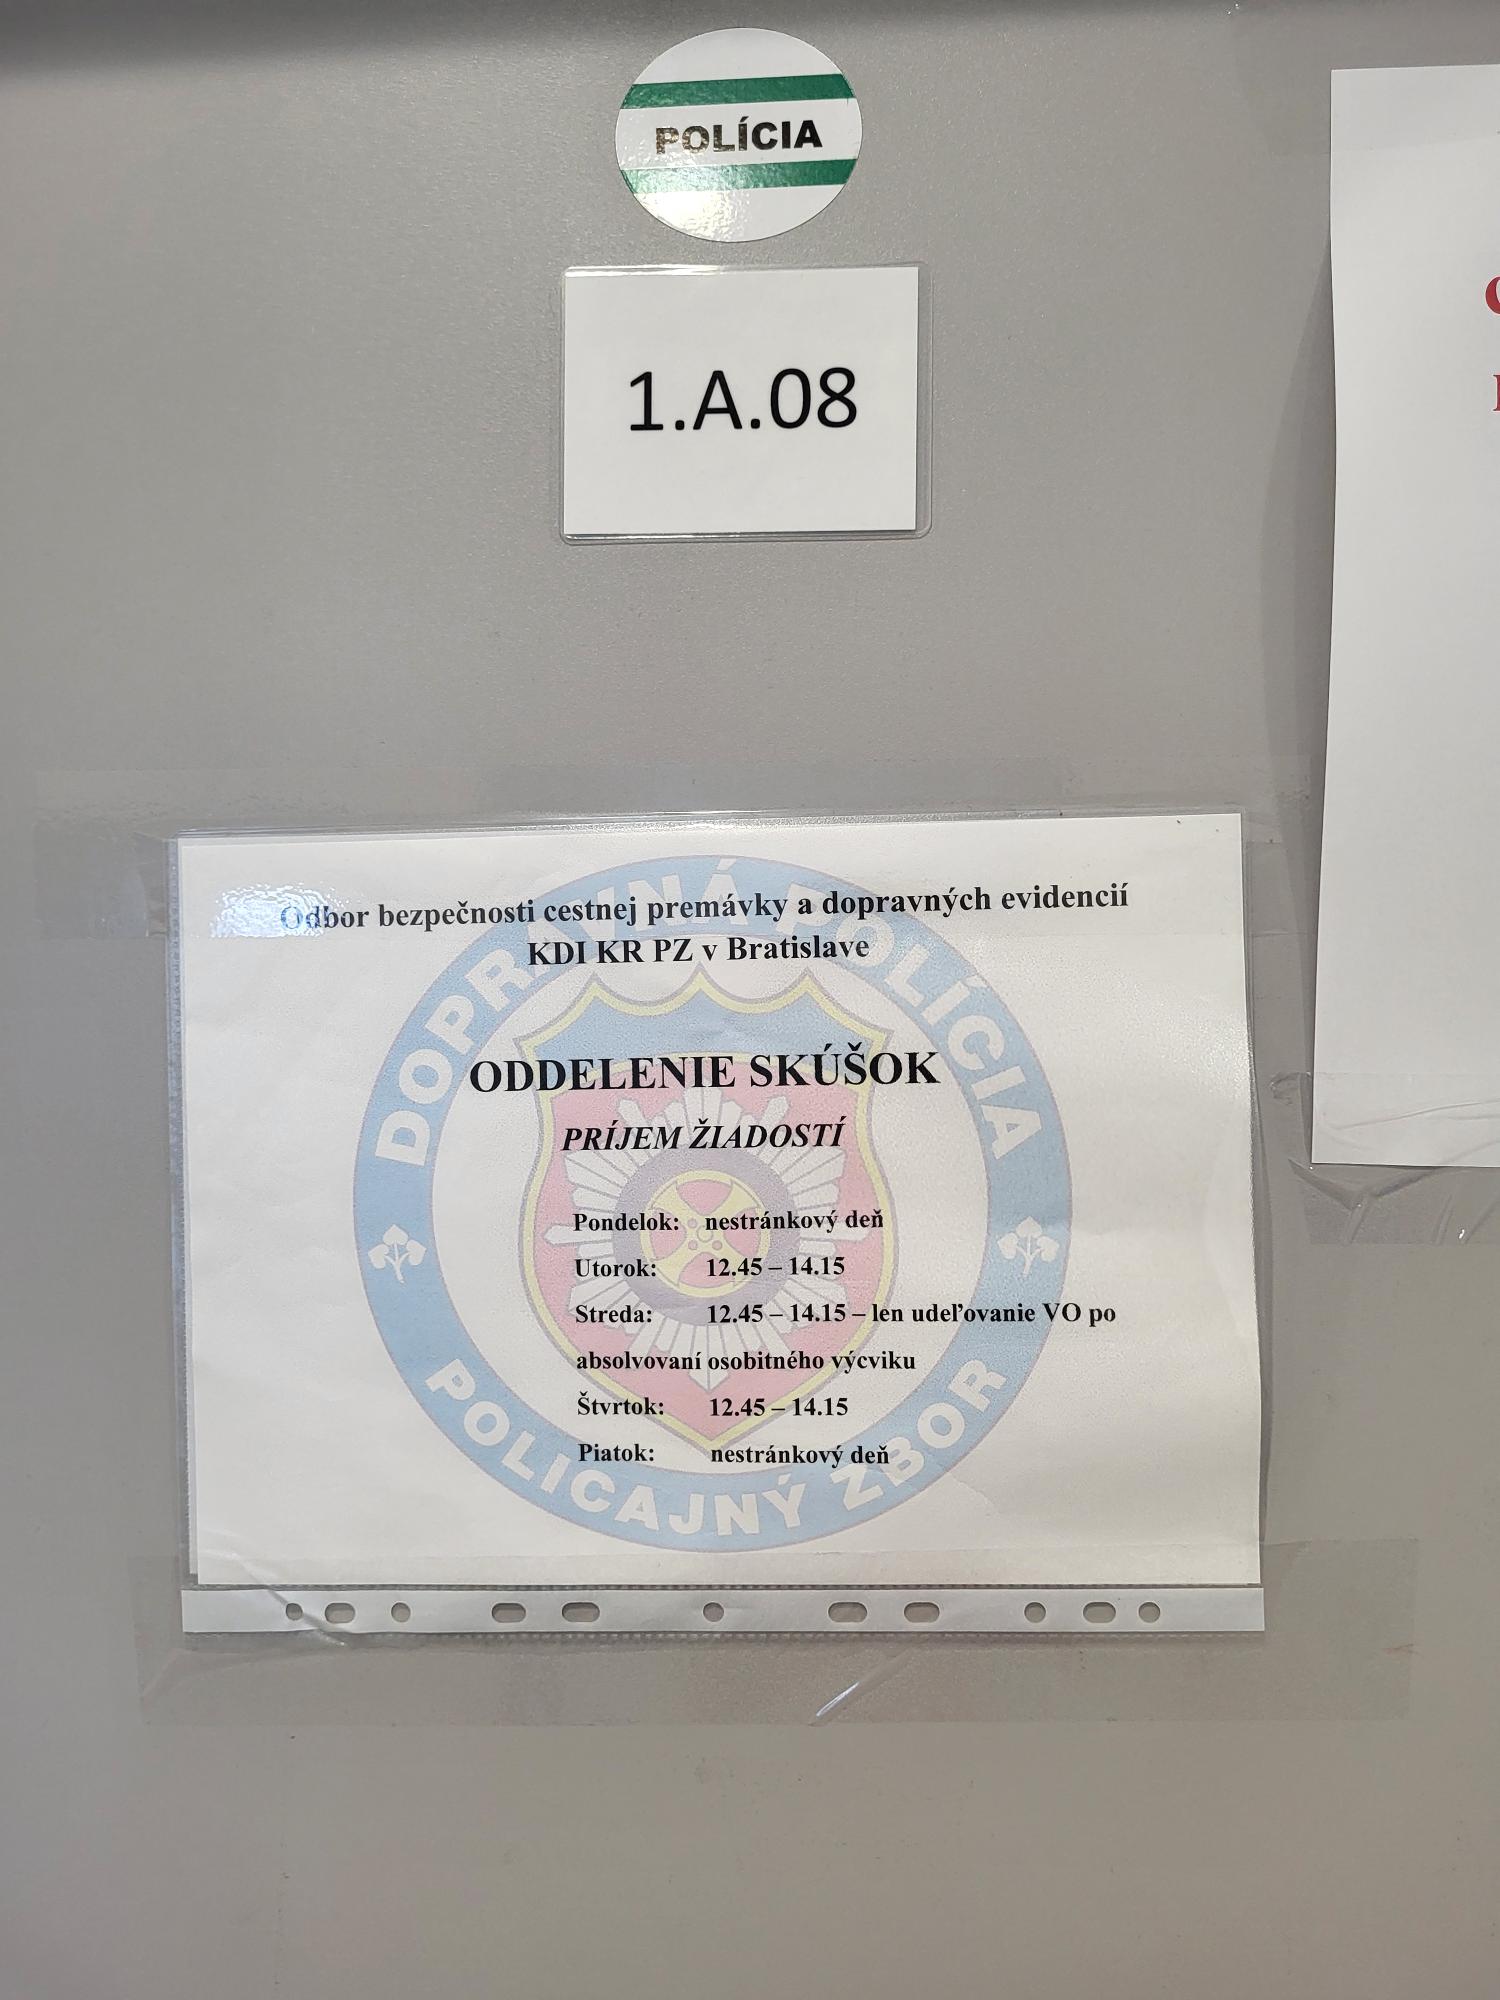 POLÍCIA
1.A.08
Odbor bezpečnosti cestnej premávky a dopravných evidencií
KDI KR PZ v Bratislave
ODDELENIE SKÚŠOK
PRÍJEM ŽIADOSTÍ
Pondelok: nestránkový deň
Utorok: 12.45 – 14.15
Streda: 12.45 – 14.15 – len udeľovanie VO po
absolvovaní osobitného výcviku
Štvrtok: 12.45 – 14.15
Piatok: nestránkový deň
DOPRAVNÁ POLÍCIA
POLICAJNÝ ZBOR